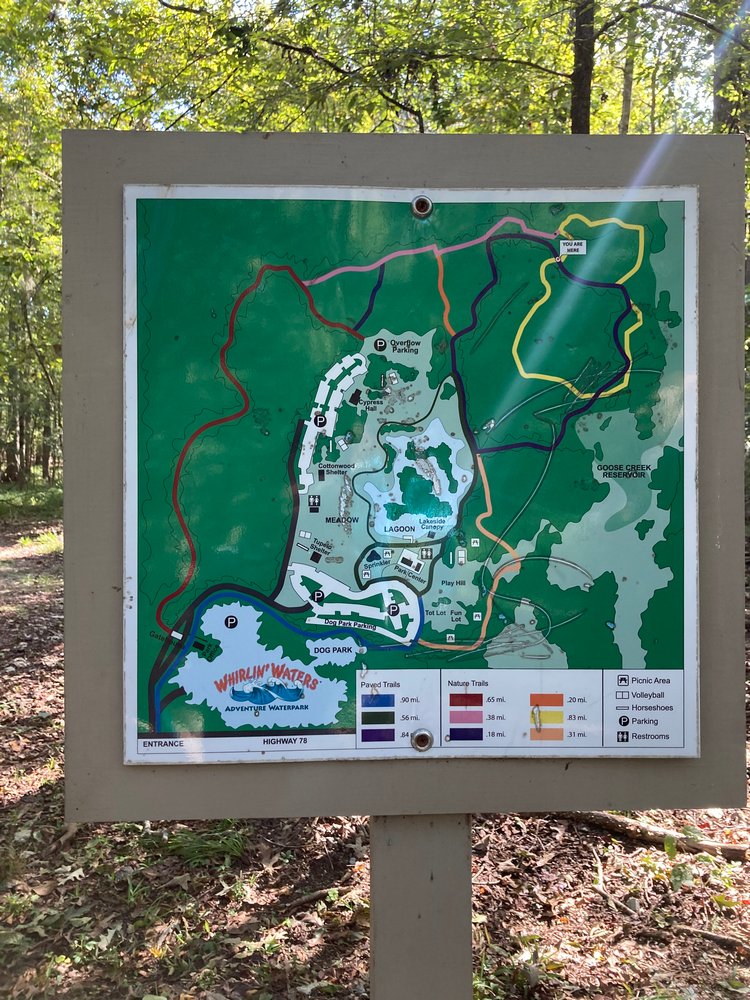 YOU ARE
HERE
P
Overflow
Parking
Cypress
Hall
P
Cottonwood
Shelter
GOOSE CREEK
RESERVOIR
MEADOW
LAGOON
Lakeside
Canopy
Tupelo
Shelter
Sprinkler
Park Center
Play Hill
P
P
Tot Lot
Fun
Lot
Dog Park Parking
P
DOG PARK
WHIRLIN' WATERS
ADVENTURE WATERPARK
ENTRANCE
HIGHWAY 78
Paved Trails
.90 mi.
.56 mi.
.84
Nature Trails
.65 mi.
.38 mi.
.18 mi.
.20 mi.
.83 mi.
.31 mi.
Picnic Area
Volleyball
Horseshoes
P Parking
Restrooms